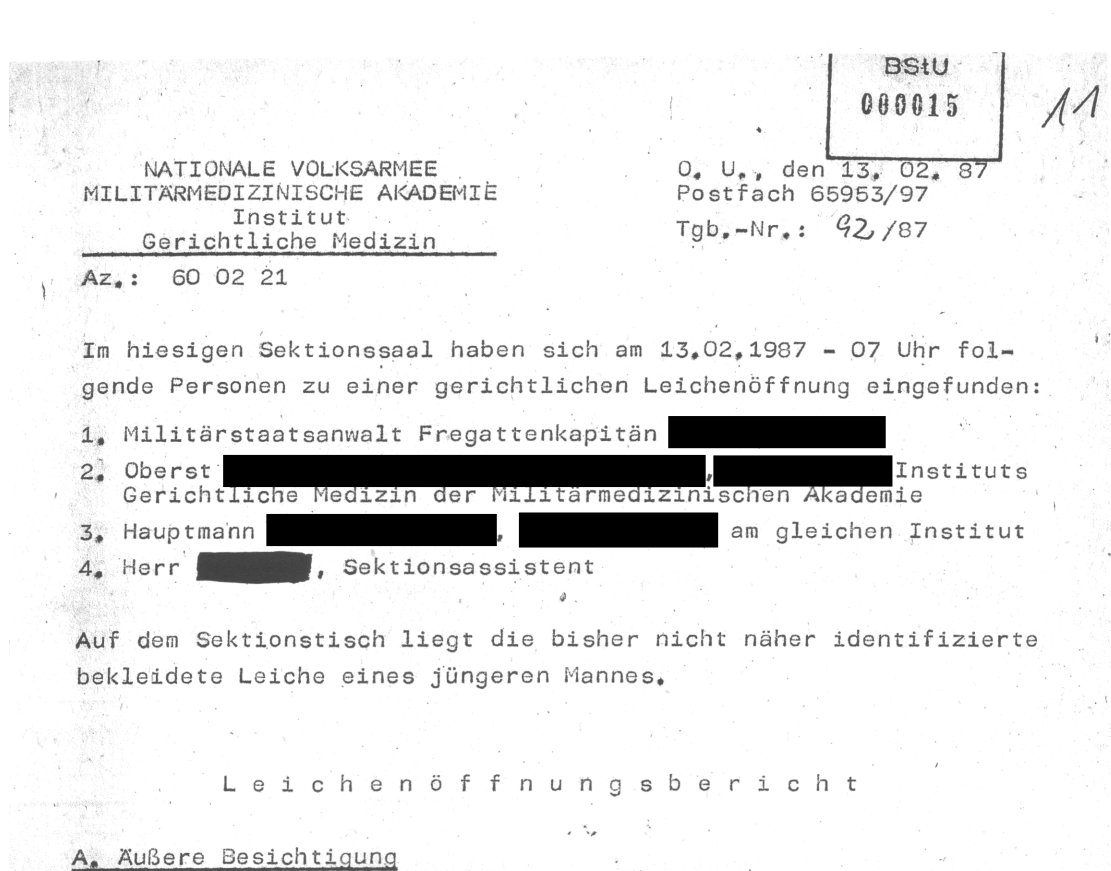 BStU
000015
11
NATIONALE VOLKSARMEE
MILITÄRMEDIZINISCHE AKADEMIE
Institut
Gerichtliche Medizin
O. U., den 13. 02. 87
Postfach 65953/97
Tgb.-Nr.: 92/87
Az.: 60 02 21
Im hiesigen Sektionssaal haben sich am 13.02.1987 - 07 Uhr fol-
gende Personen zu einer gerichtlichen Leichenöffnung eingefunden:
1. Militärstaatsanwalt Fregattenkapitän
2. Oberst , Instituts
Gerichtliche Medizin der Militärmedizinischen Akademie
3. Hauptmann , am gleichen Institut
4. Herr , Sektionsassistent
Auf dem Sektionstisch liegt die bisher nicht näher identifizierte
bekleidete Leiche eines jüngeren Mannes.
Leichenöffnungsbericht
A. Äußere Besichtigung